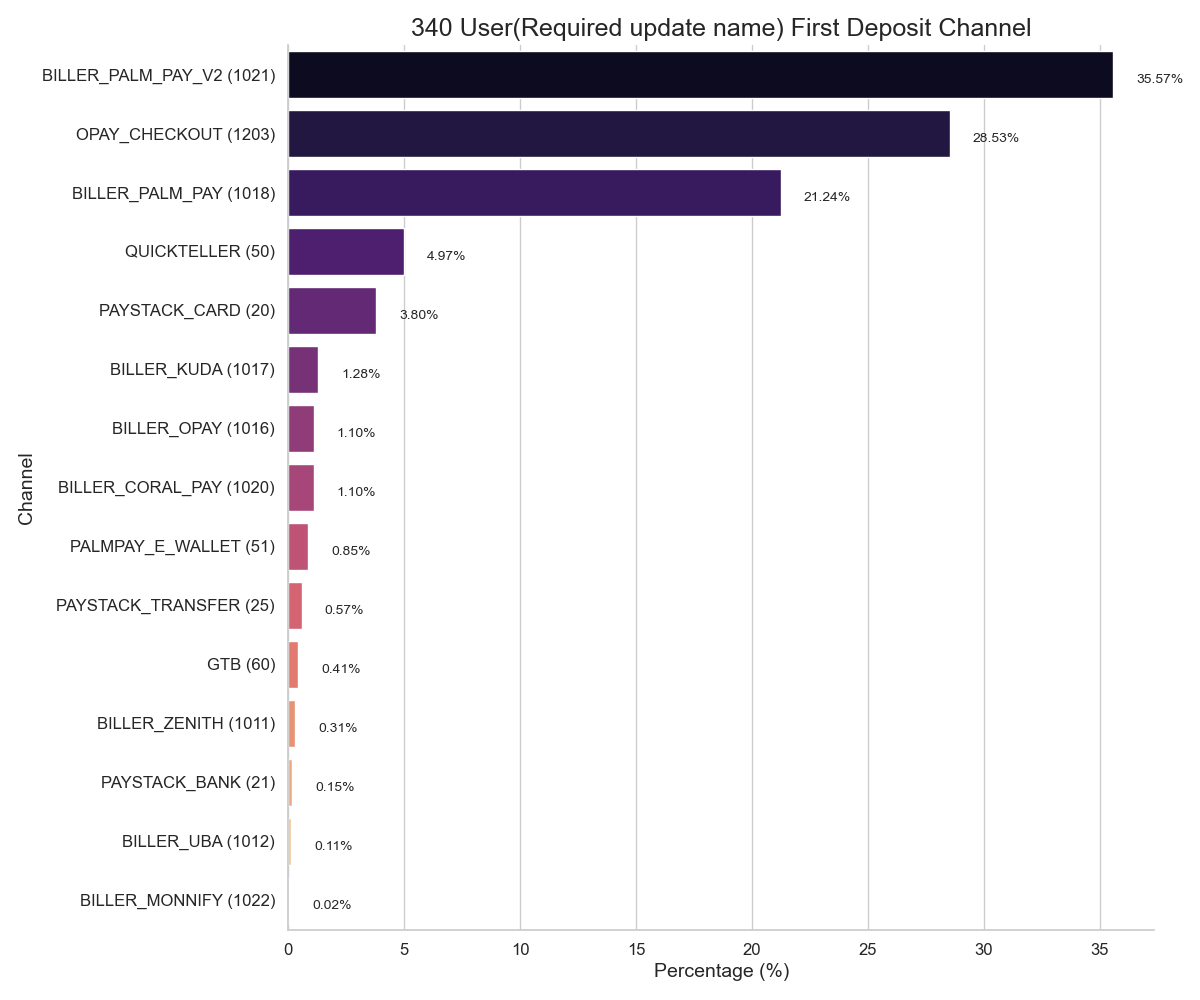 340 User(Required update name) First Deposit Channel
BILLER_PALM_PAY_V2 (1021) 35.57%
OPAY_CHECKOUT (1203) 28.53%
BILLER_PALM_PAY (1018) 21.24%
QUICKTELLER (50) 4.97%
PAYSTACK_CARD (20) 3.80%
BILLER_KUDA (1017) 1.28%
BILLER_OPAY (1016) 1.10%
BILLER_CORAL_PAY (1020) 1.10%
PALMPAY_E_WALLET (51) 0.85%
PAYSTACK_TRANSFER (25) 0.57%
GTB (60) 0.41%
BILLER_ZENITH (1011) 0.31%
PAYSTACK_BANK (21) 0.15%
BILLER_UBA (1012) 0.11%
BILLER_MONNIFY (1022) 0.02%
Channel
0 5 10 15 20 25 30 35
Percentage (%)